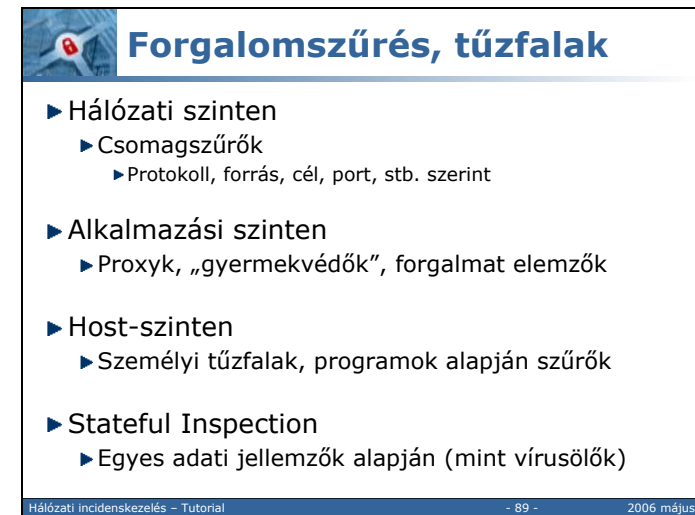 Forgalomszűrés, tűzfalak
Hálózati szinten
Csomagszűrők
Protokoll, forrás, cél, port, stb. szerint
Alkalmazási szinten
Proxyk, „gyermekvédők”, forgalmat elemzők
Host-szinten
Személyi tűzfalak, programok alapján szűrők
Stateful Inspection
Egyes adati jellemzők alapján (mint vírusölők)
Hálózati incidenskezelés – Tutorial - 89 - 2006 május